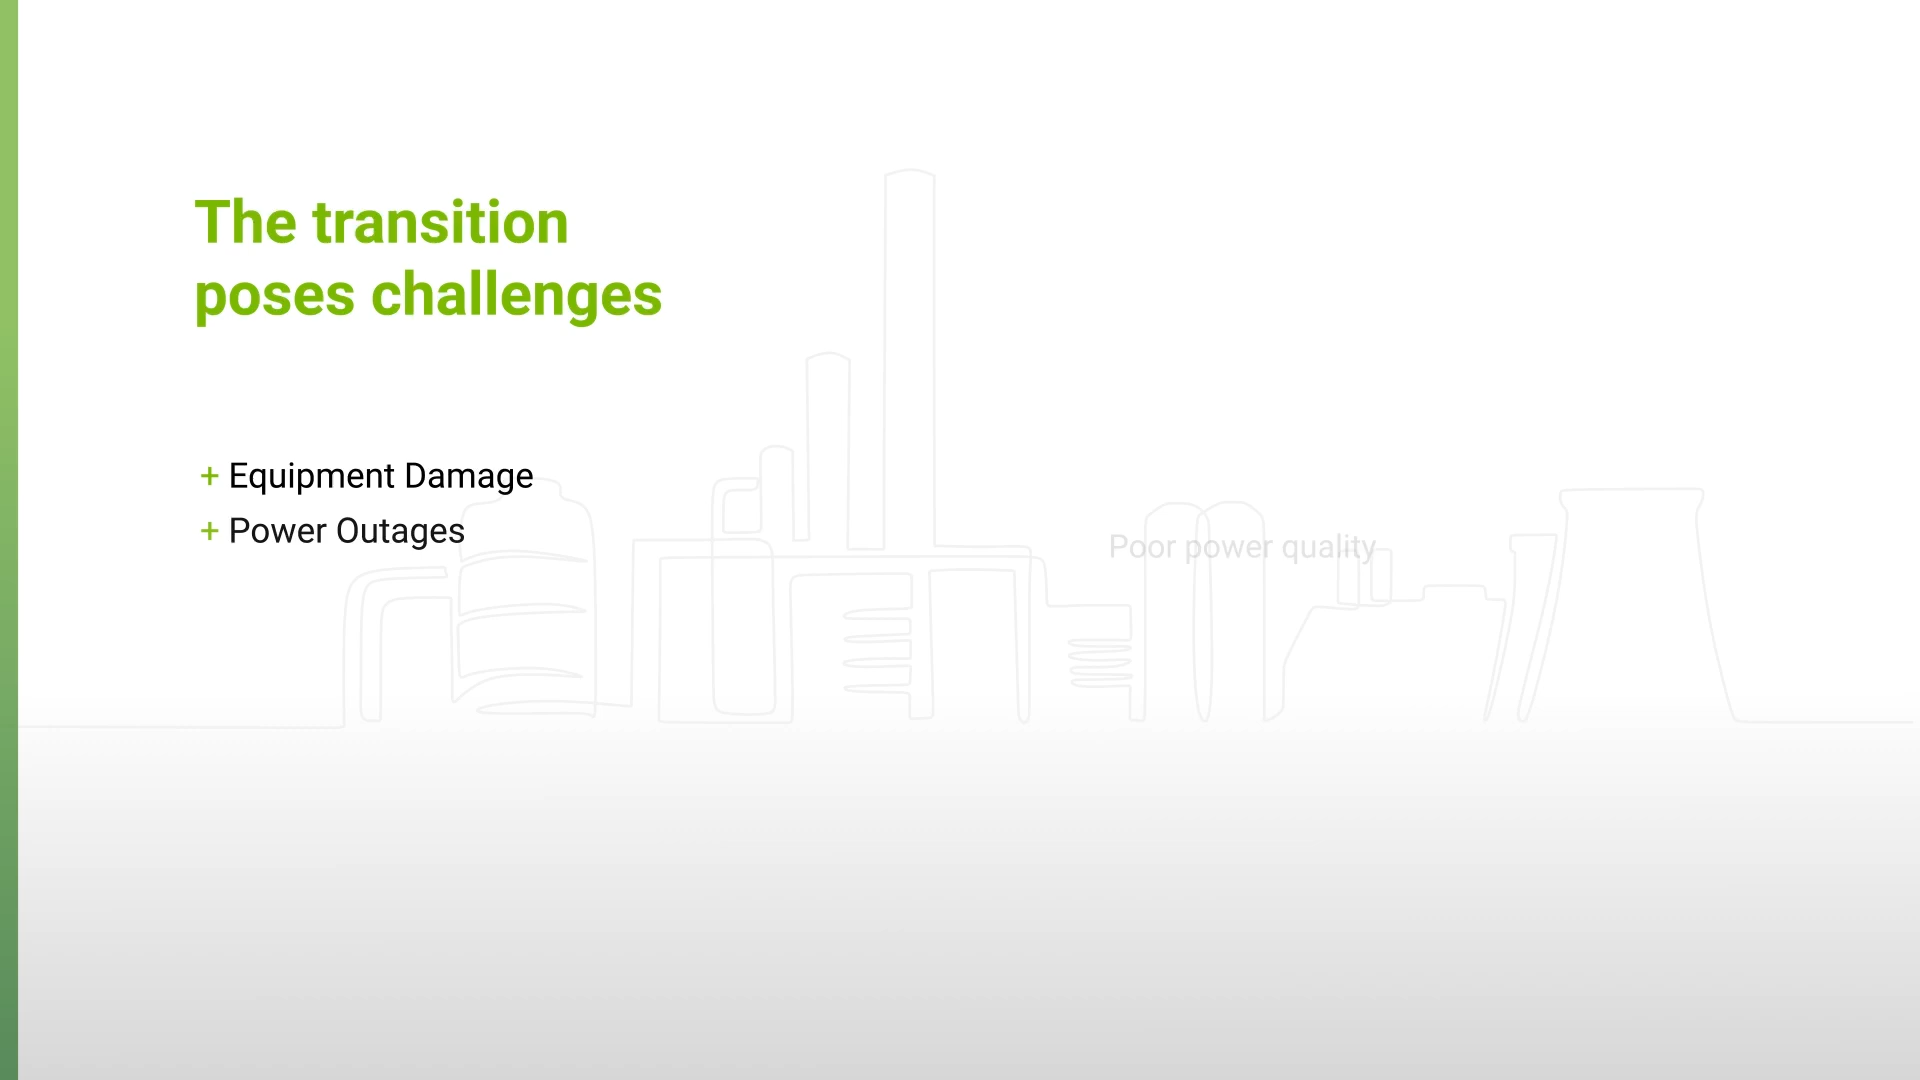 The transition
poses challenges
+ Equipment Damage
+ Power Outages
Poor power quality